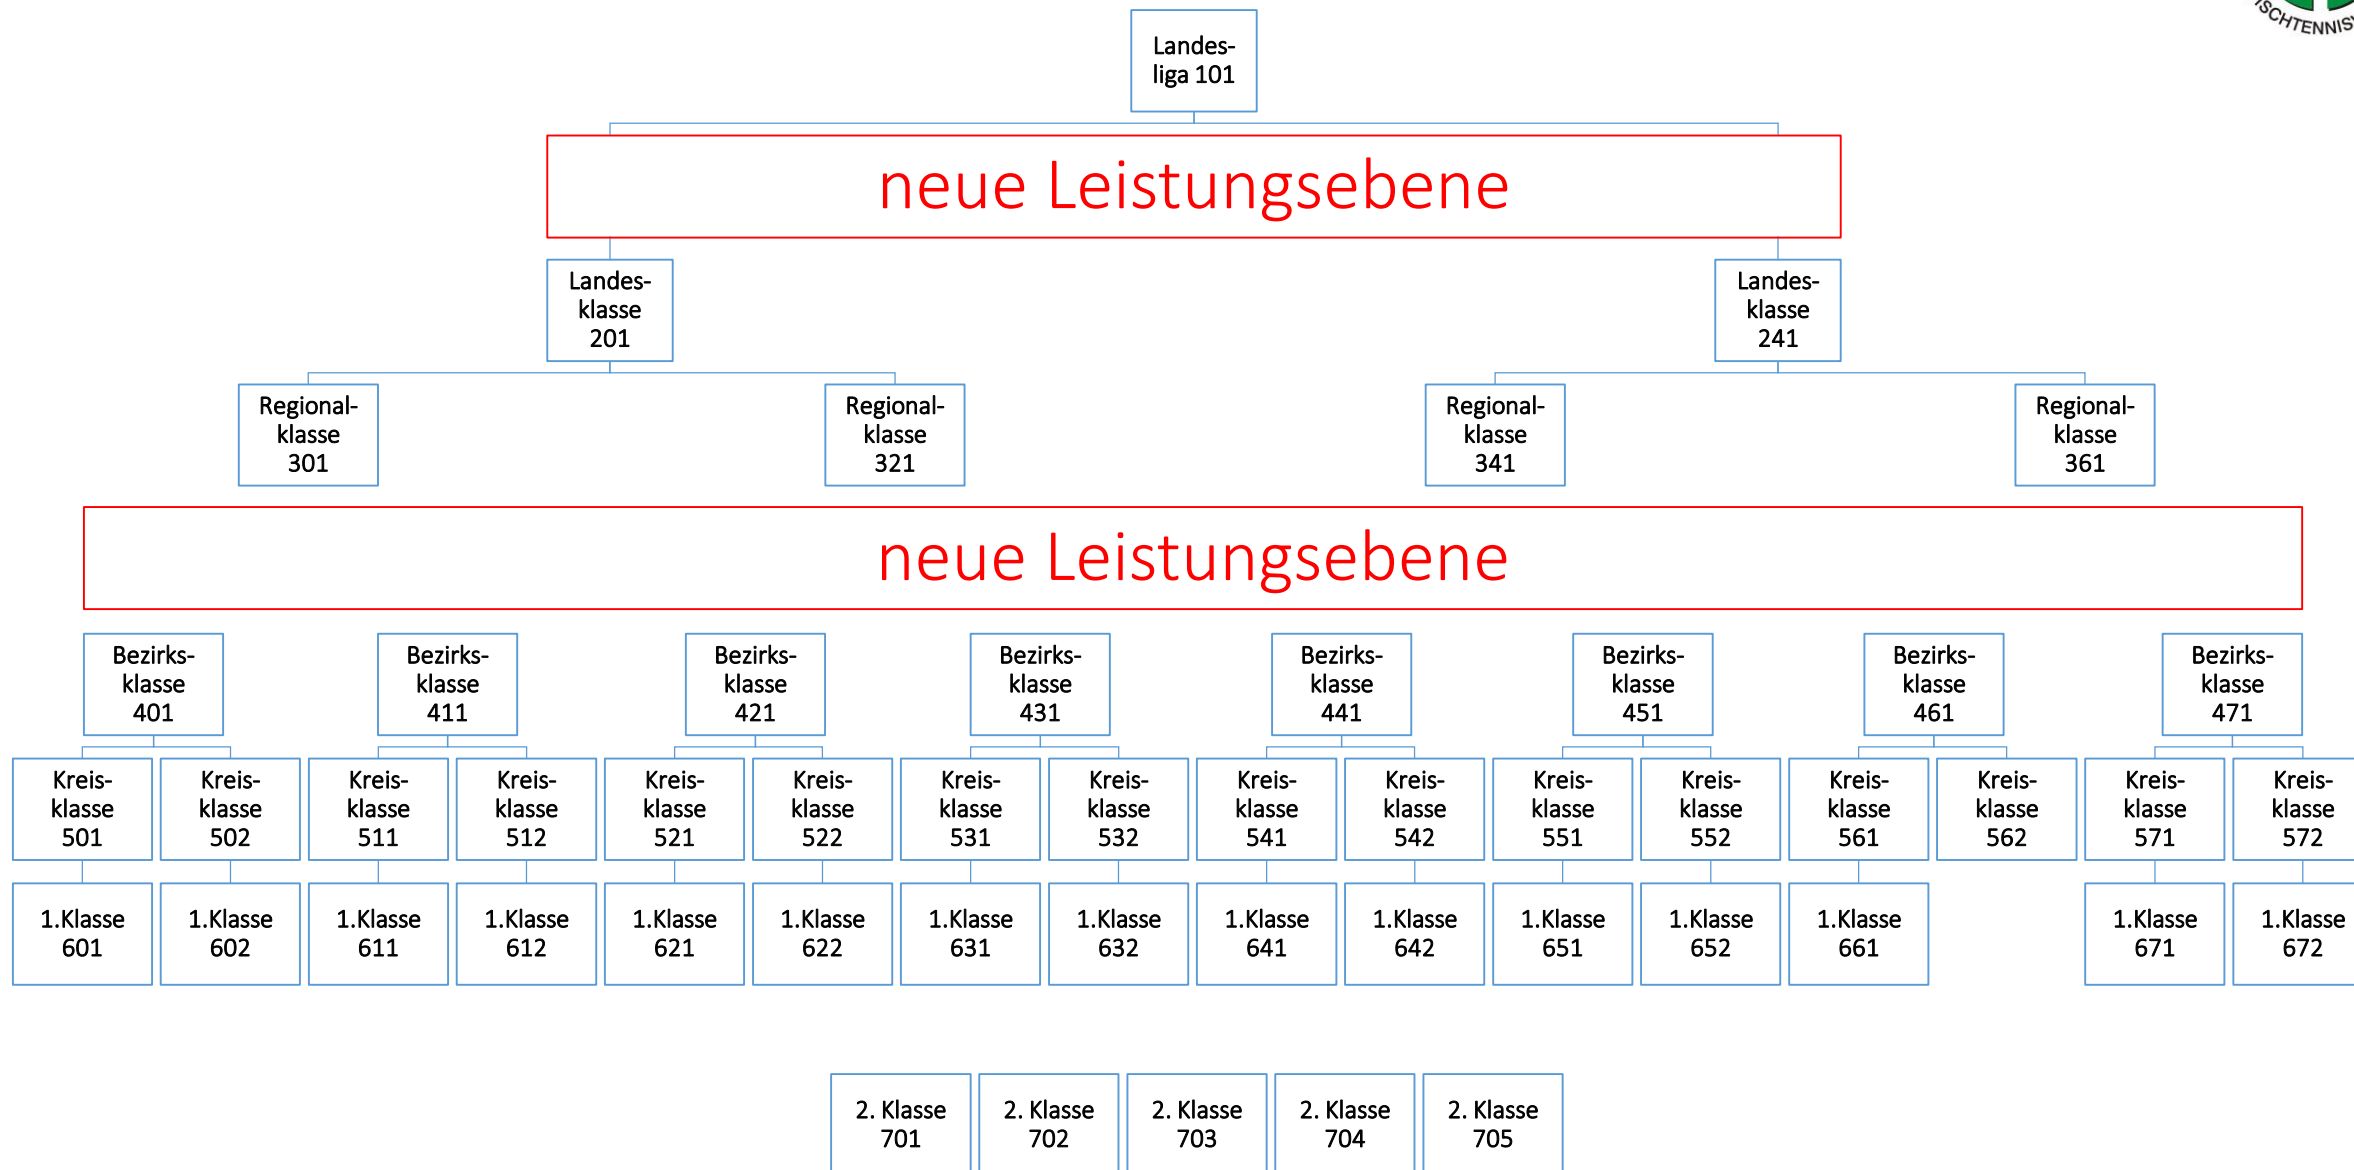 ISCHTENNIS
Landes-
liga 101
neue Leistungsebene
Landes-
klasse
201
Landes-
klasse
241
Regional-
klasse
301
Regional-
klasse
321
Regional-
klasse
341
Regional-
klasse
361
neue Leistungsebene
Bezirks-
klasse
401
Bezirks-
klasse
411
Bezirks-
klasse
421
Bezirks-
klasse
431
Bezirks-
klasse
441
Bezirks-
klasse
451
Bezirks-
klasse
461
Bezirks-
klasse
471
Kreis-
klasse
501
Kreis-
klasse
502
Kreis-
klasse
511
Kreis-
klasse
512
Kreis-
klasse
521
Kreis-
klasse
522
Kreis-
klasse
531
Kreis-
klasse
532
Kreis-
klasse
541
Kreis-
klasse
542
Kreis-
klasse
551
Kreis-
klasse
552
Kreis-
klasse
561
Kreis-
klasse
562
Kreis-
klasse
571
Kreis-
klasse
572
1.Klasse
601
1.Klasse
602
1.Klasse
611
1.Klasse
612
1.Klasse
621
1.Klasse
622
1.Klasse
631
1.Klasse
632
1.Klasse
641
1.Klasse
642
1.Klasse
651
1.Klasse
652
1.Klasse
661
1.Klasse
671
1.Klasse
672
2. Klasse
701
2. Klasse
702
2. Klasse
703
2. Klasse
704
2. Klasse
705